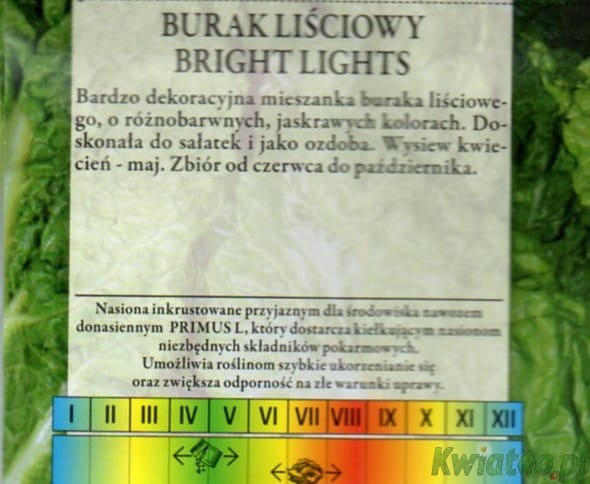 BURAK LIŚCIOWY
BRIGHT LIGHTS
Bardzo dekoracyjna mieszanka buraka liściowe-
go, o różnobarwnych, jaskrawych kolorach. Do-
skonała do sałatek i jako ozdoba. Wysiew kwie-
cień - maj. Zbiór od czerwca do października.
Nasiona inkrustowane przyjaznym dla środowiska nawozem
donasiennym PRIMUS L, który dostarcza kiełkującym nasionom
niezbędnych składników pokarmowych.
Umożliwia roślinom szybkie ukorzenianie się
oraz zwiększa odporność na złe warunki uprawy.
I II III IV V VI VII VIII IX X XI XII
Kwiatoo.pl